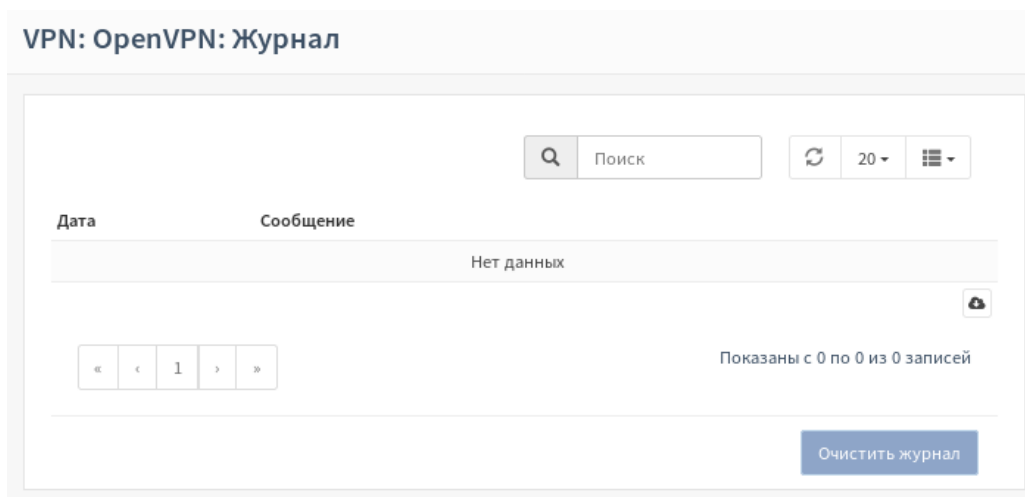 VPN: OpenVPN: Журнал
Поиск
20
Дата Сообщение
Нет данных
« ‹ 1 › »
Показаны с 0 по 0 из 0 записей
Очистить журнал